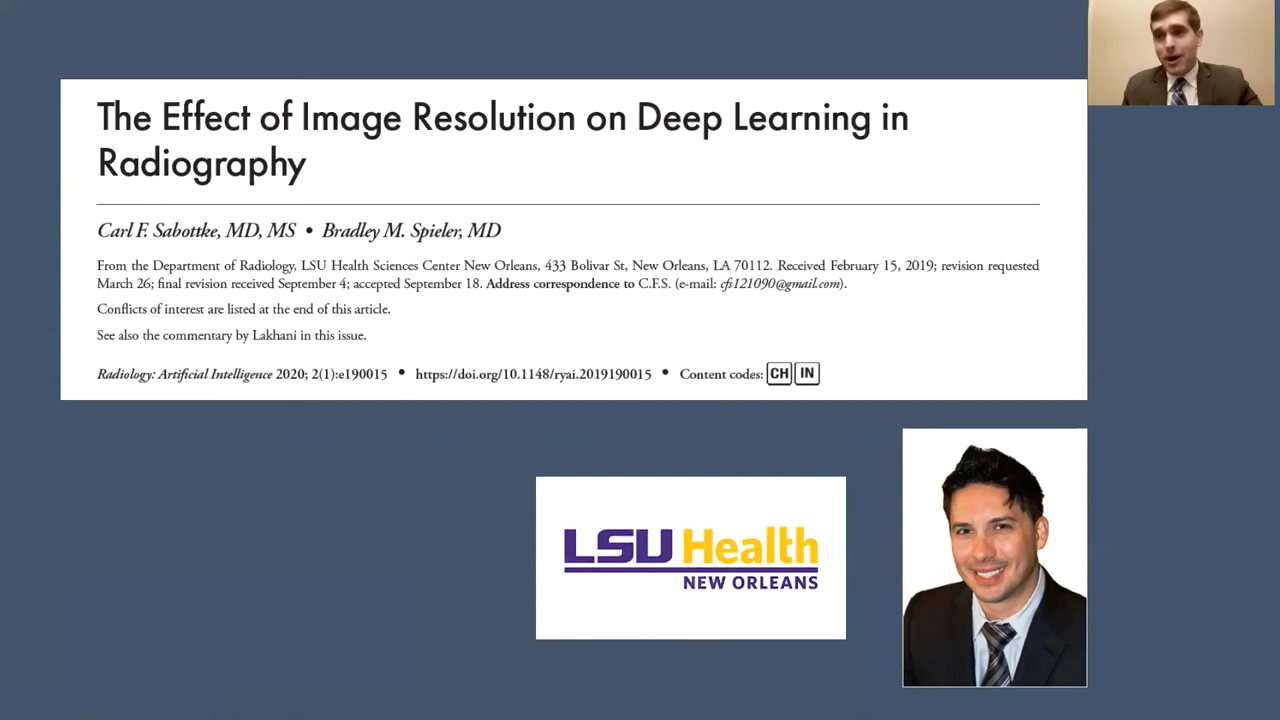 The Effect of Image Resolution on Deep Learning in
Radiography
Carl F. Sabottke, MD, MS • Bradley M. Spieler, MD
From the Department of Radiology, LSU Health Sciences Center New Orleans, 433 Bolivar St, New Orleans, LA 70112. Received February 15, 2019; revision requested
March 26; final revision received September 4; accepted September 18. Address correspondence to C.F.S. (e-mail: cfs121090@gmail.com).
Conflicts of interest are listed at the end of this article.
See also the commentary by Lakhani in this issue.
Radiology: Artificial Intelligence 2020; 2(1):e190015 • https://doi.org/10.1148/ryai.2019190015 • Content codes: CH IN
LSU Health
NEW ORLEANS